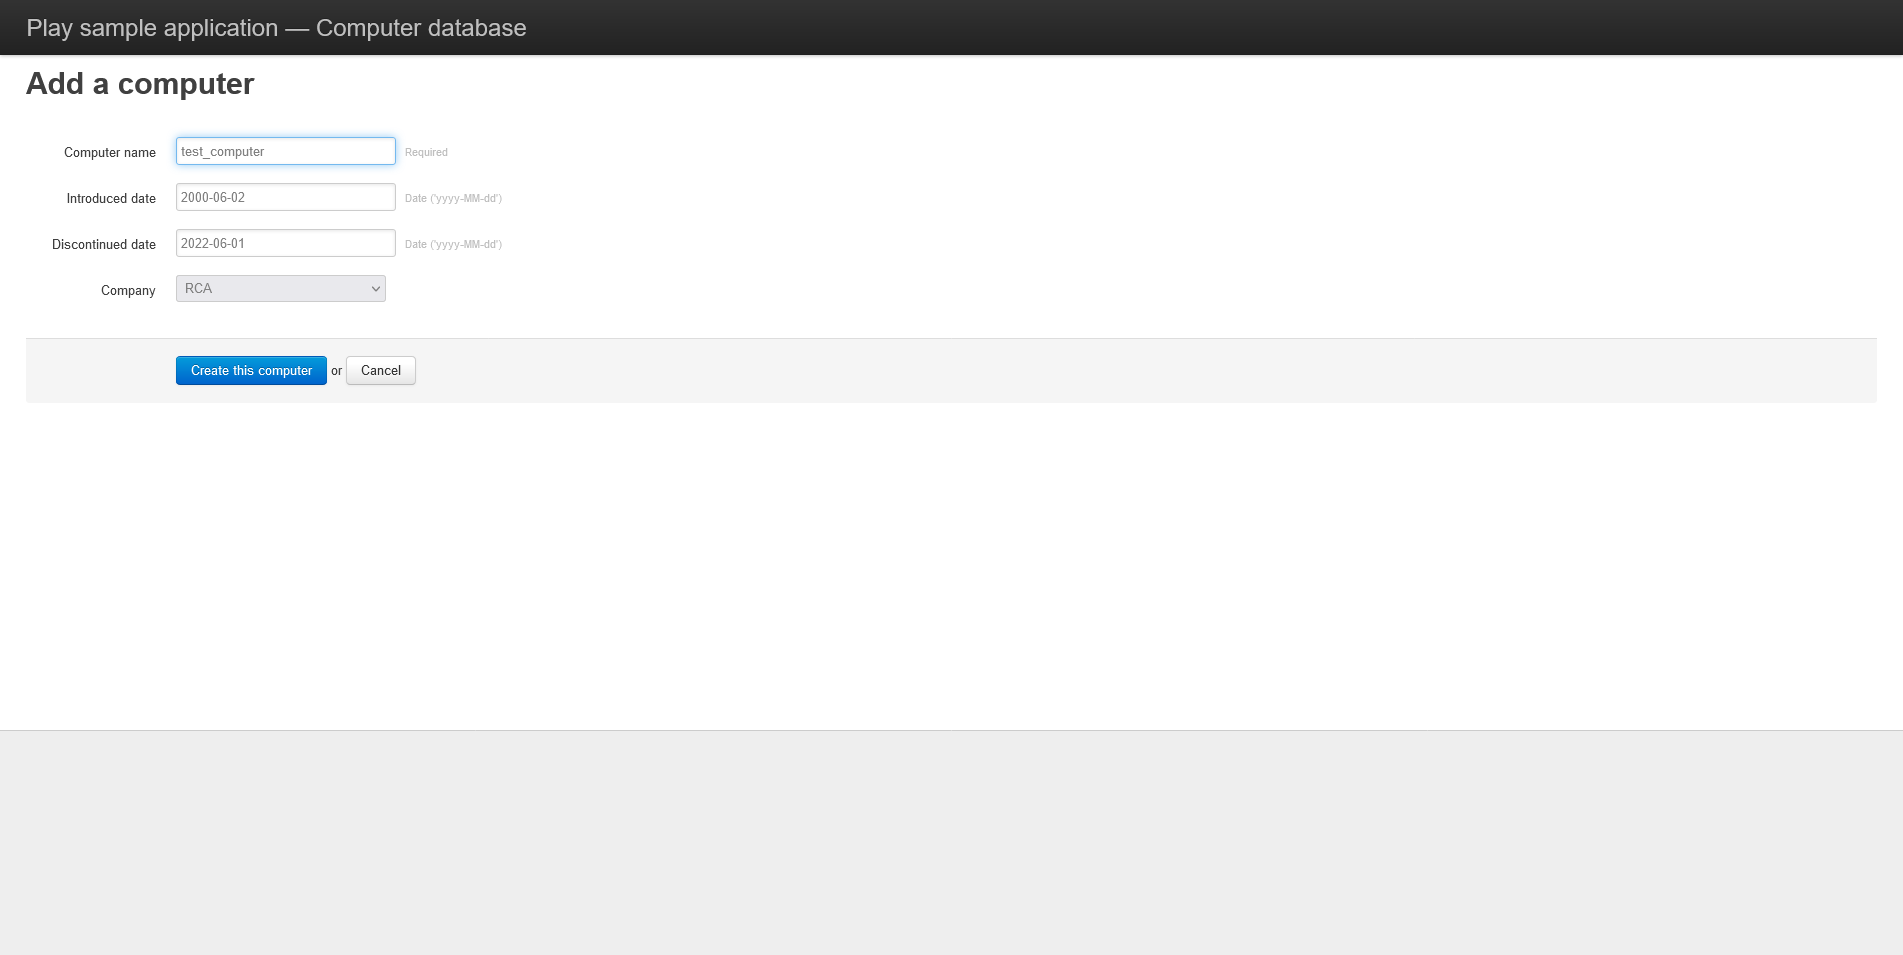 Play sample application — Computer database
Add a computer
Computer name test_computer Required
Introduced date 2000-06-02 Date ('yyyy-MM-dd')
Discontinued date 2022-06-01 Date ('yyyy-MM-dd')
Company RCA
Create this computer or Cancel